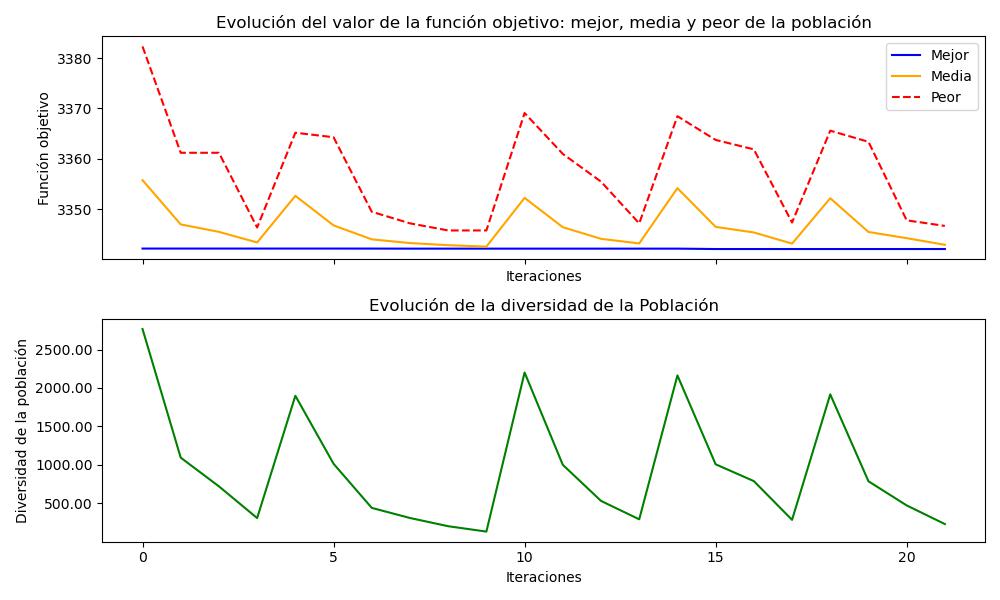 Evolución del valor de la función objetivo: mejor, media y peor de la población
Función objetivo
3380
3370
3360
3350
Mejor
Media
Peor
Iteraciones
Evolución de la diversidad de la Población
Diversidad de la población
2500.00
2000.00
1500.00
1000.00
500.00
0 5 10 15 20
Iteraciones